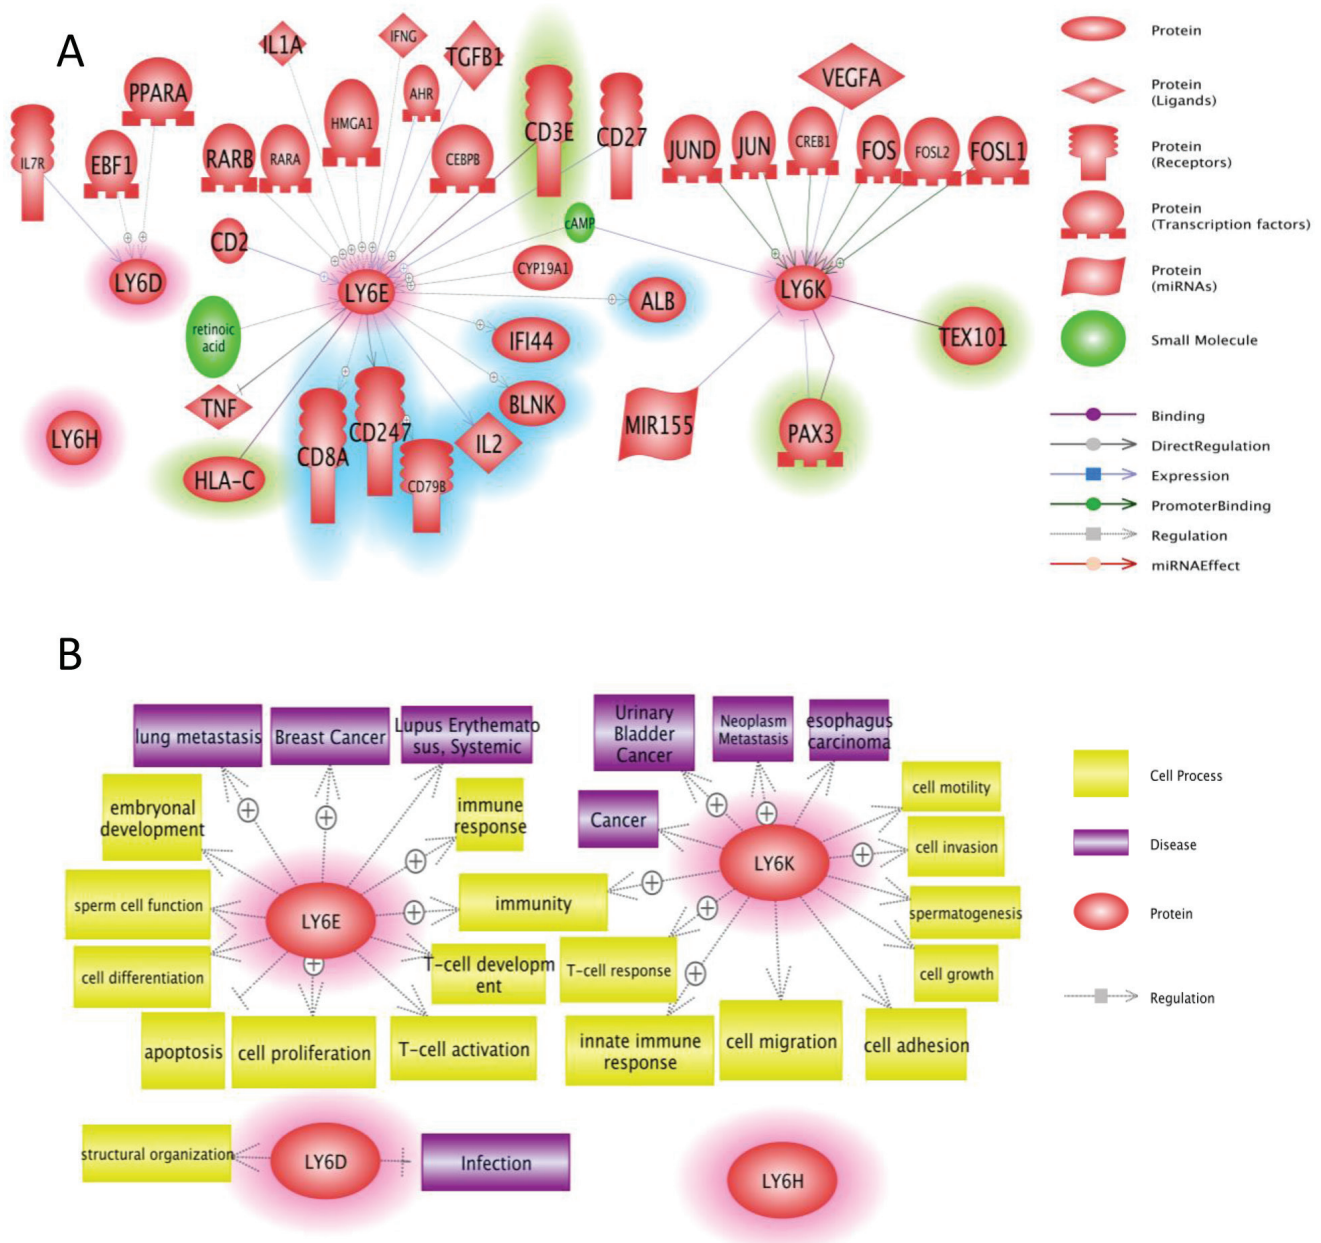 A
IL1A
IFNG
TGFB1
PPARA
AHR
HMGA1
IL7R
EBF1
RARB
RARA
CEBPB
CD3E
CD27
VEGFA
JUND
JUN
CREB1
FOS
FOSL2
FOSL1
CD2
cAMP
CYP19A1
LY6D
LY6E
ALB
LY6K
retinoic
acid
IFI44
TEX101
TNF
BLNK
LY6H
CD247
IL2
MIR155
PAX3
HLA-C
CD8A
CD79B
Protein
Protein
(Ligands)
Protein
(Receptors)
Protein
(Transcription factors)
Protein
(miRNAs)
Small Molecule
Binding
DirectRegulation
Expression
PromoterBinding
Regulation
miRNAEffect
B
lung metastasis
Breast Cancer
Lupus Erythemato
sus, Systemic
embryonal
development
immune
response
sperm cell function
LY6E
immunity
cell differentiation
T-cell developm
ent
apoptosis
cell proliferation
T-cell activation
Urinary
Bladder
Cancer
Neoplasm
Metastasis
esophagus
carcinoma
Cancer
cell motility
LY6K
cell invasion
spermatogenesis
T-cell response
cell growth
innate immune
response
cell migration
cell adhesion
structural organization
LY6D
Infection
LY6H
Cell Process
Disease
Protein
Regulation